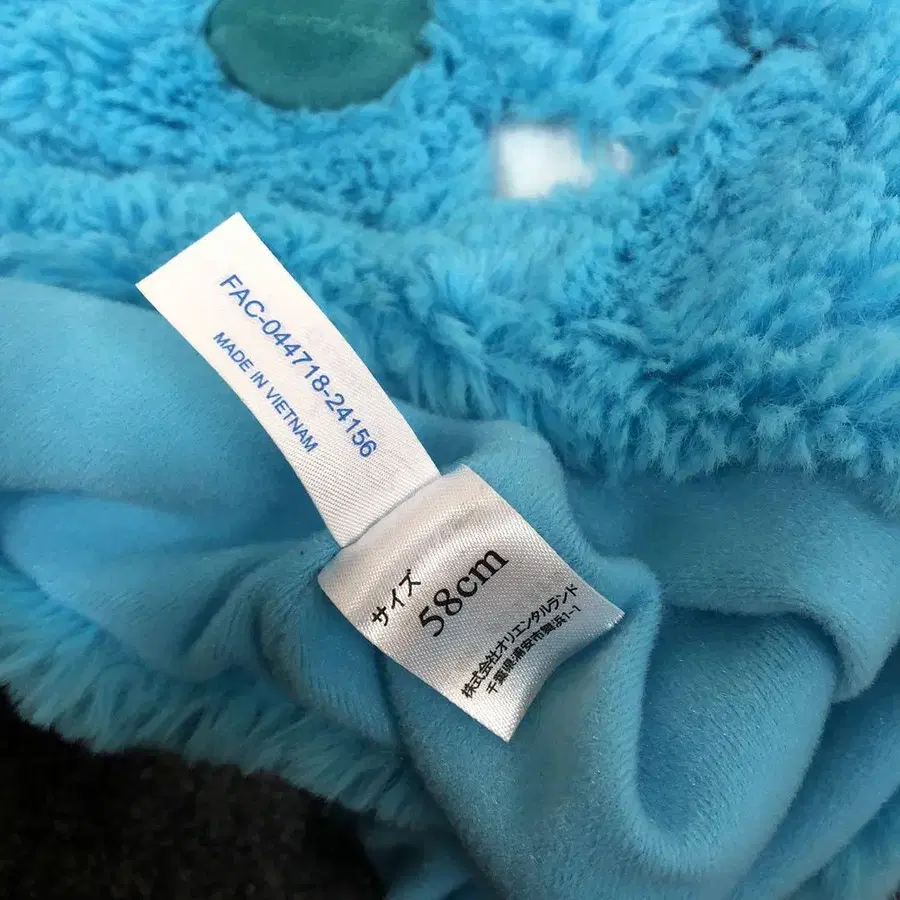 FAC-044718-24156
MADE IN VIETNAM
サイズ
58cm
株式会社オリエンタルランド
千葉県浦安市舞浜1-1